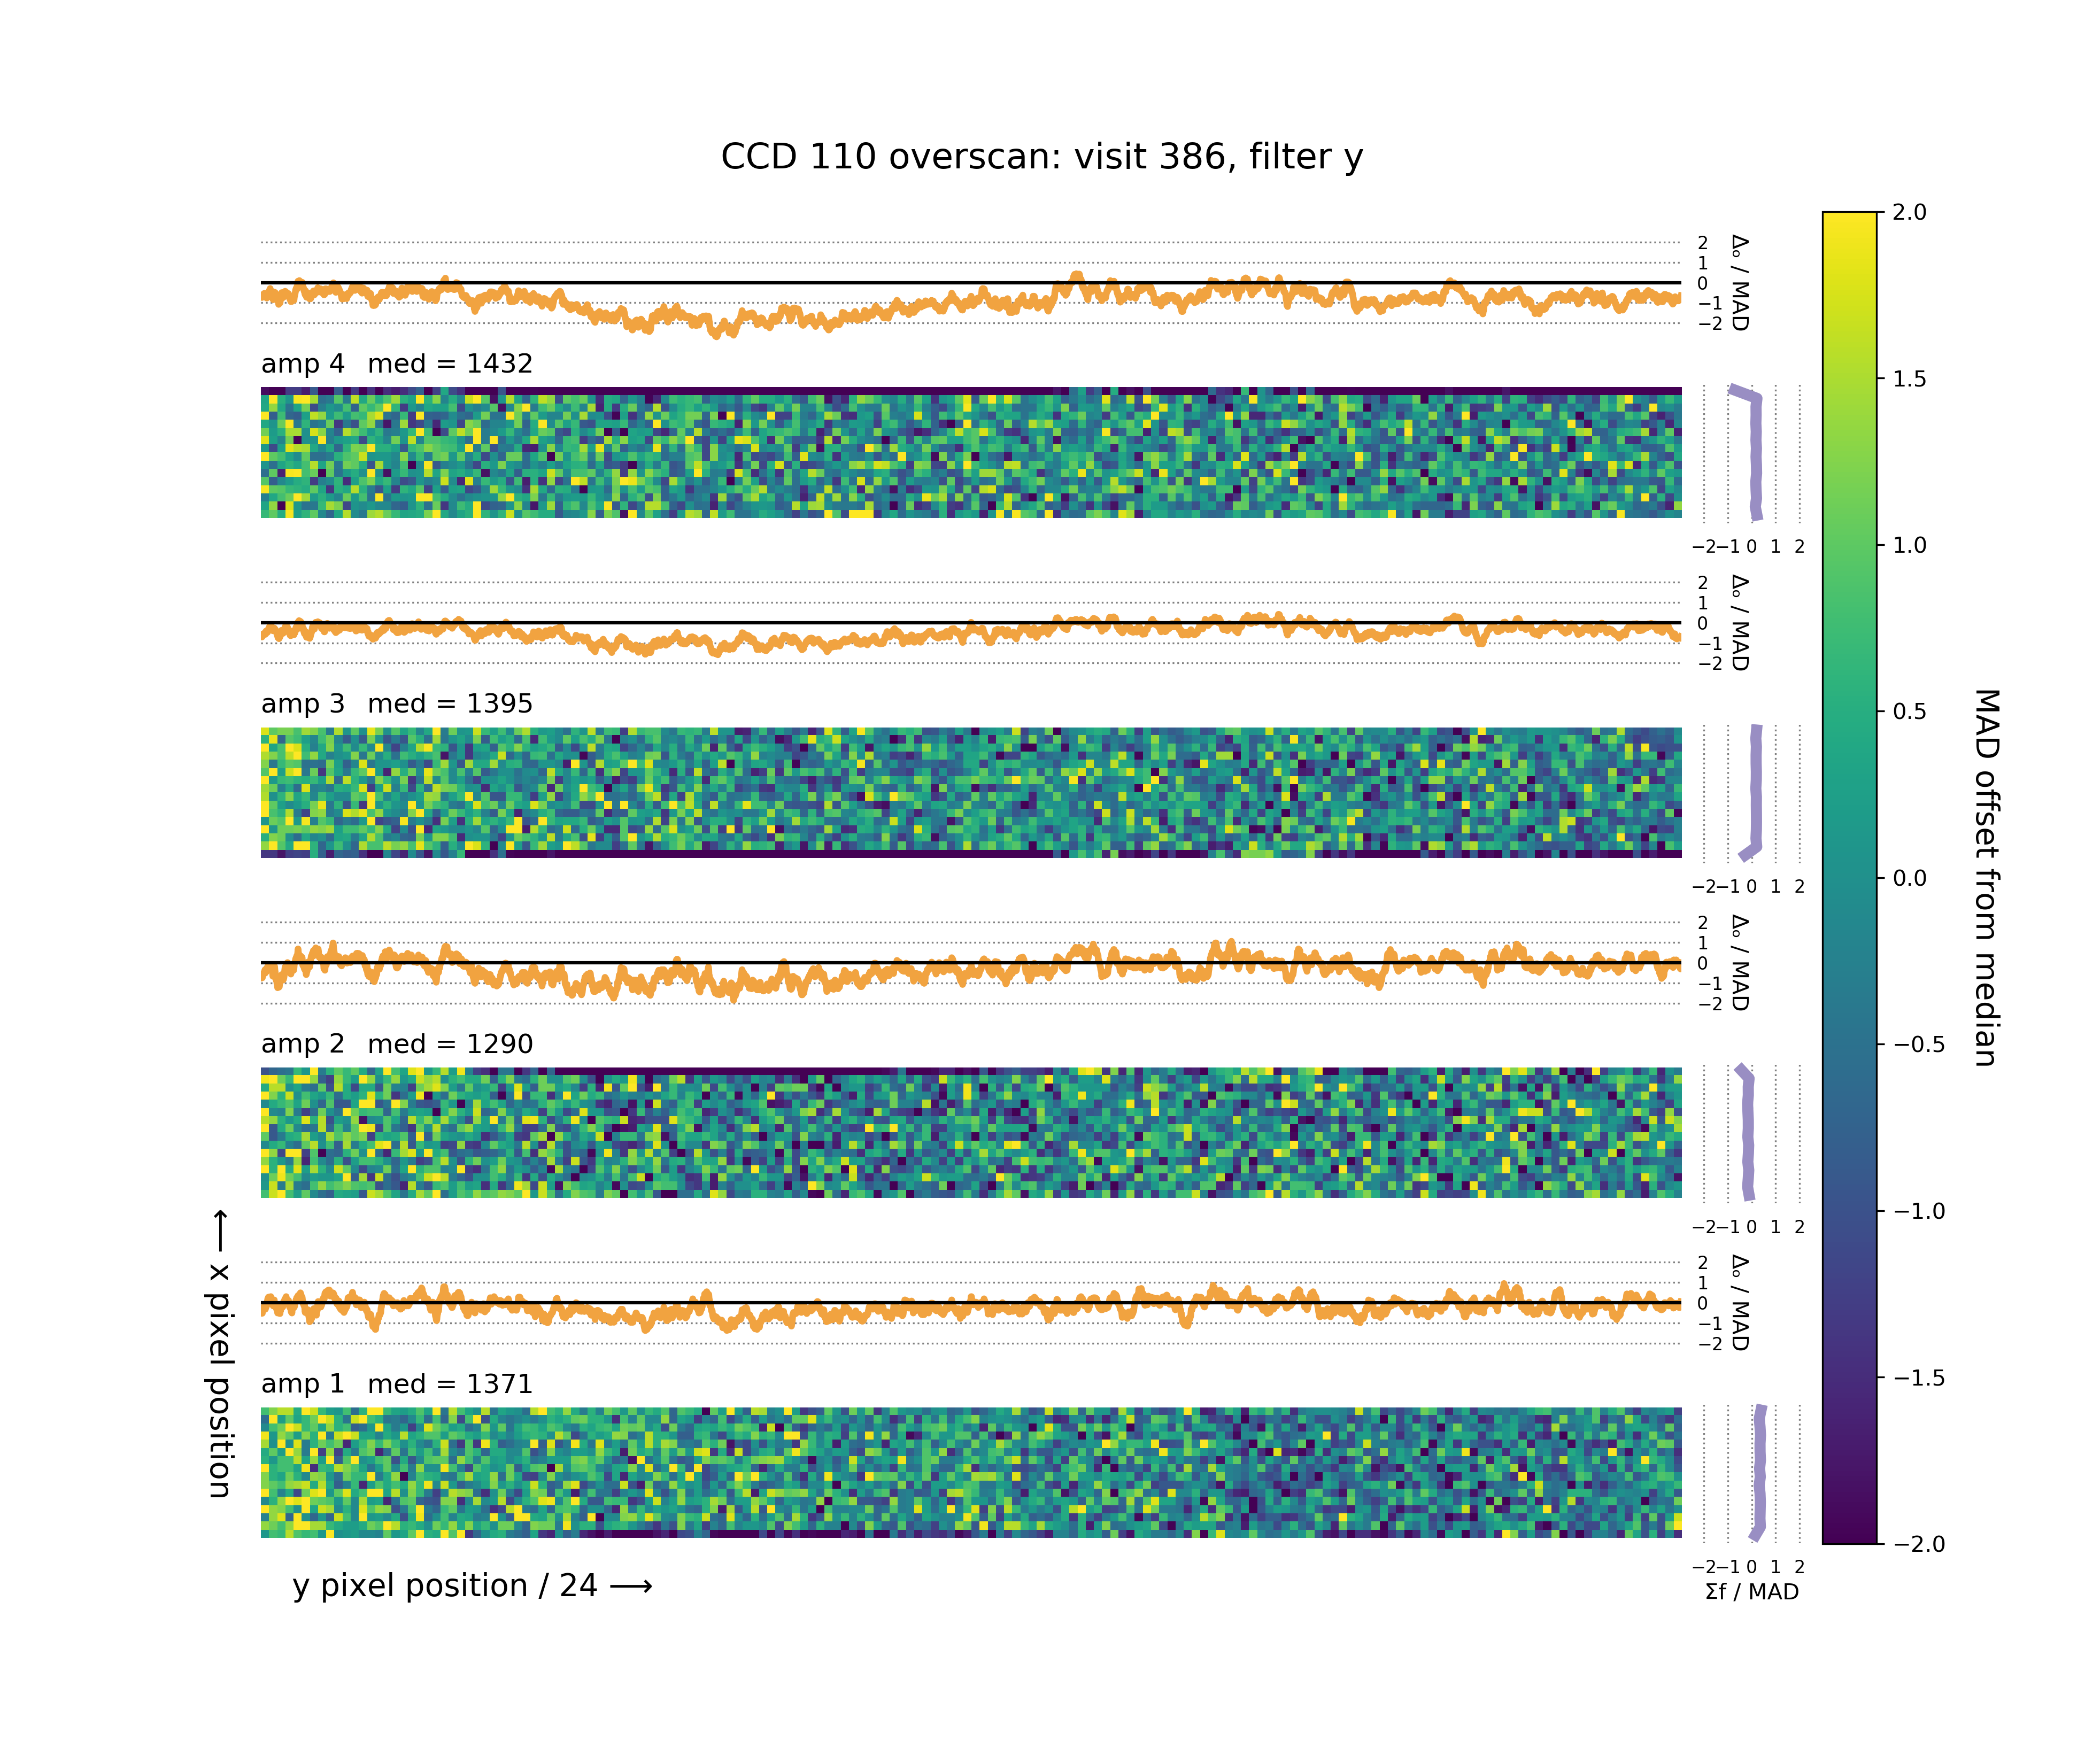 CCD 110 overscan: visit 386, filter y
2
1
0
−1
−2
Δₒ / MAD
amp 4 med = 1432
−2 −1 0 1 2
2
1
0
−1
−2
Δₒ / MAD
amp 3 med = 1395
−2 −1 0 1 2
2
1
0
−1
−2
Δₒ / MAD
amp 2 med = 1290
−2 −1 0 1 2
2
1
0
−1
−2
Δₒ / MAD
amp 1 med = 1371
−2 −1 0 1 2
Σf / MAD
⟵ x pixel position
y pixel position / 24 ⟶
2.0
1.5
1.0
0.5
0.0
−0.5
−1.0
−1.5
−2.0
MAD offset from median